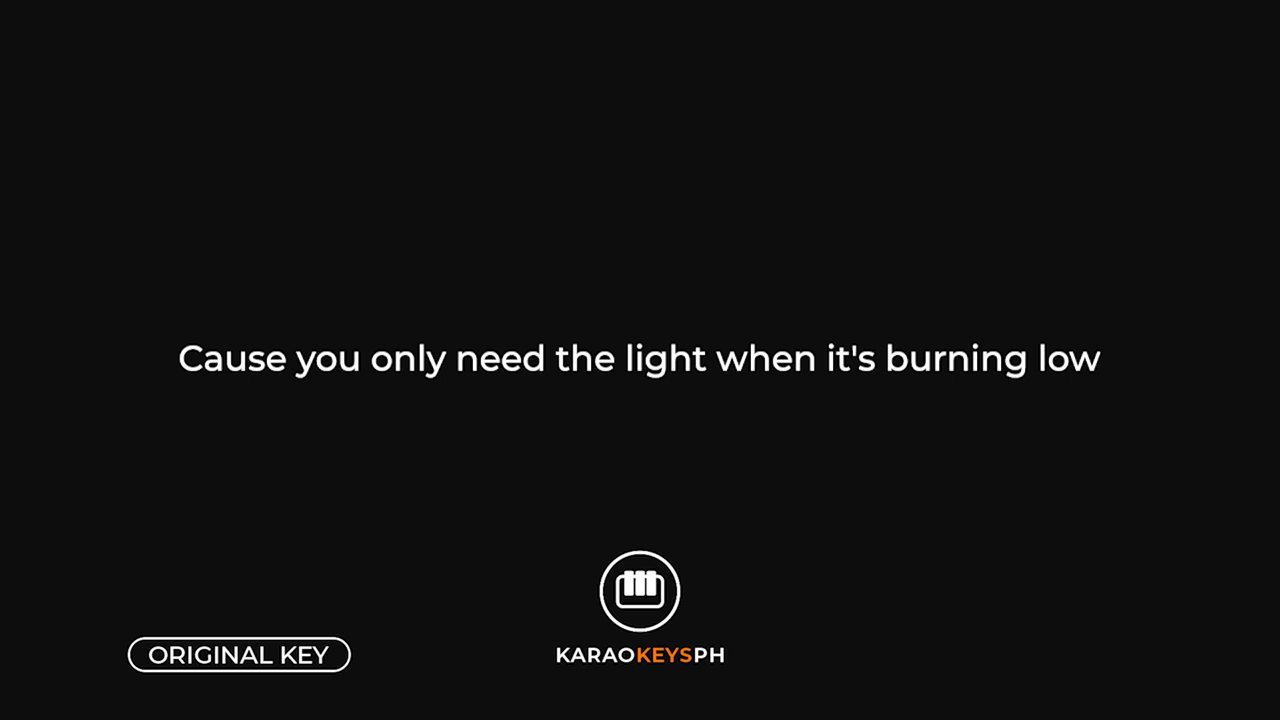 Cause you only need the light when it's burning low
ORIGINAL KEY
KARAOKEYSPH